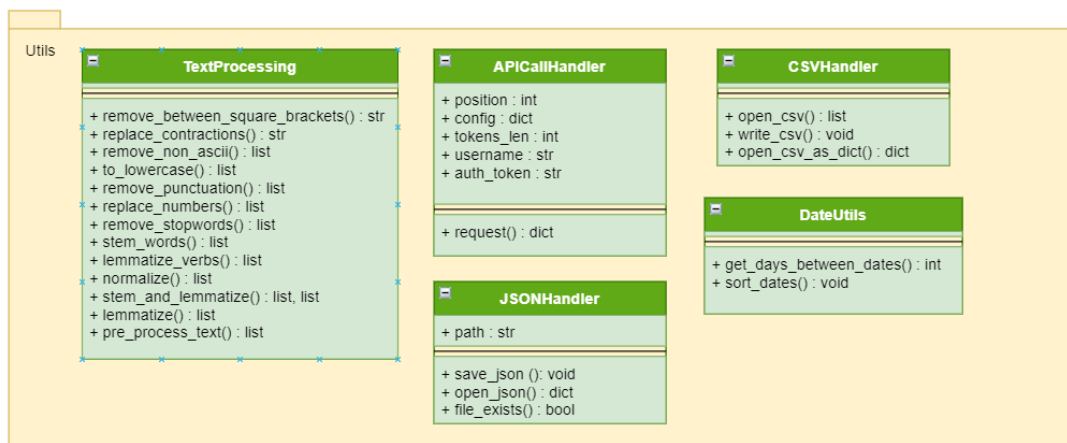 Utils
TextProcessing
+ remove_between_square_brackets() : str
+ replace_contractions() : str
+ remove_non_ascii() : list
+ to_lowercase() : list
+ remove_punctuation() : list
+ replace_numbers() : list
+ remove_stopwords() : list
+ stem_words() : list
+ lemmatize_verbs() : list
+ normalize() : list
+ stem_and_lemmatize() : list, list
+ lemmatize() : list
+ pre_process_text() : list
APICallHandler
+ position : int
+ config : dict
+ tokens_len : int
+ username : str
+ auth_token : str
+ request() : dict
JSONHandler
+ path : str
+ save_json (): void
+ open_json() : dict
+ file_exists() : bool
CSVHandler
+ open_csv() : list
+ write_csv() : void
+ open_csv_as_dict() : dict
DateUtils
+ get_days_between_dates() : int
+ sort_dates() : void